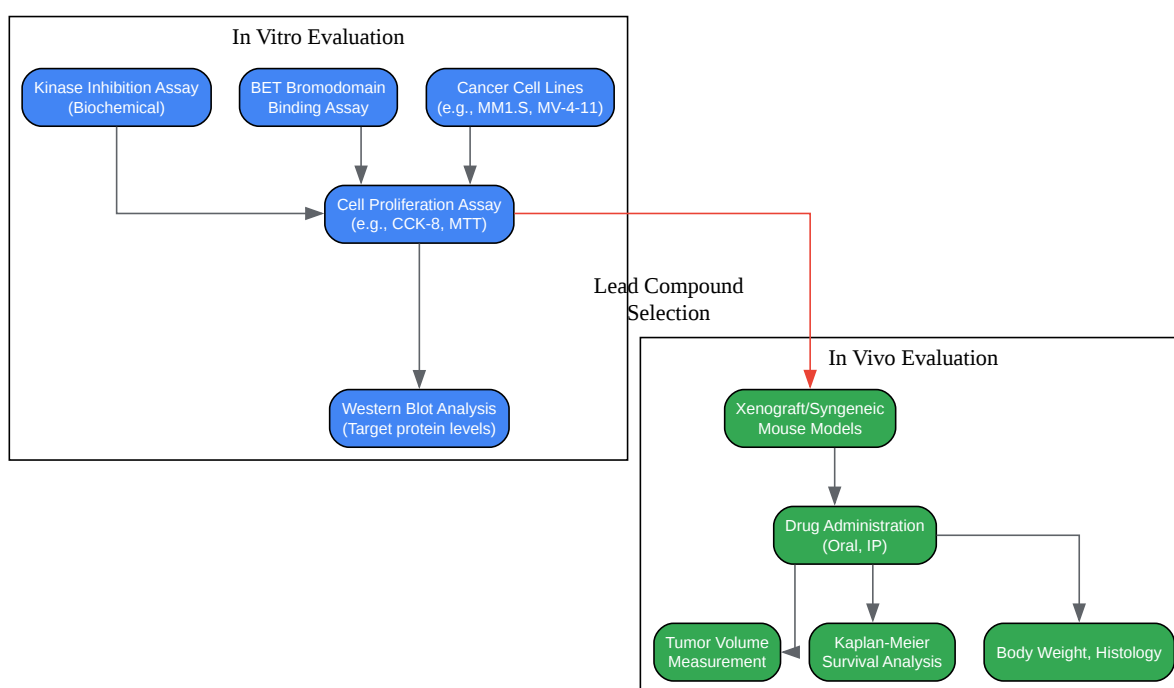 In Vitro Evaluation
Kinase Inhibition Assay
(Biochemical)
BET Bromodomain
Binding Assay
Cancer Cell Lines
(e.g., MM1.S, MV-4-11)
Cell Proliferation Assay
(e.g., CCK-8, MTT)
Lead Compound
Selection
Western Blot Analysis
(Target protein levels)
In Vivo Evaluation
Xenograft/Syngeneic
Mouse Models
Drug Administration
(Oral, IP)
Tumor Volume
Measurement
Kaplan-Meier
Survival Analysis
Body Weight, Histology